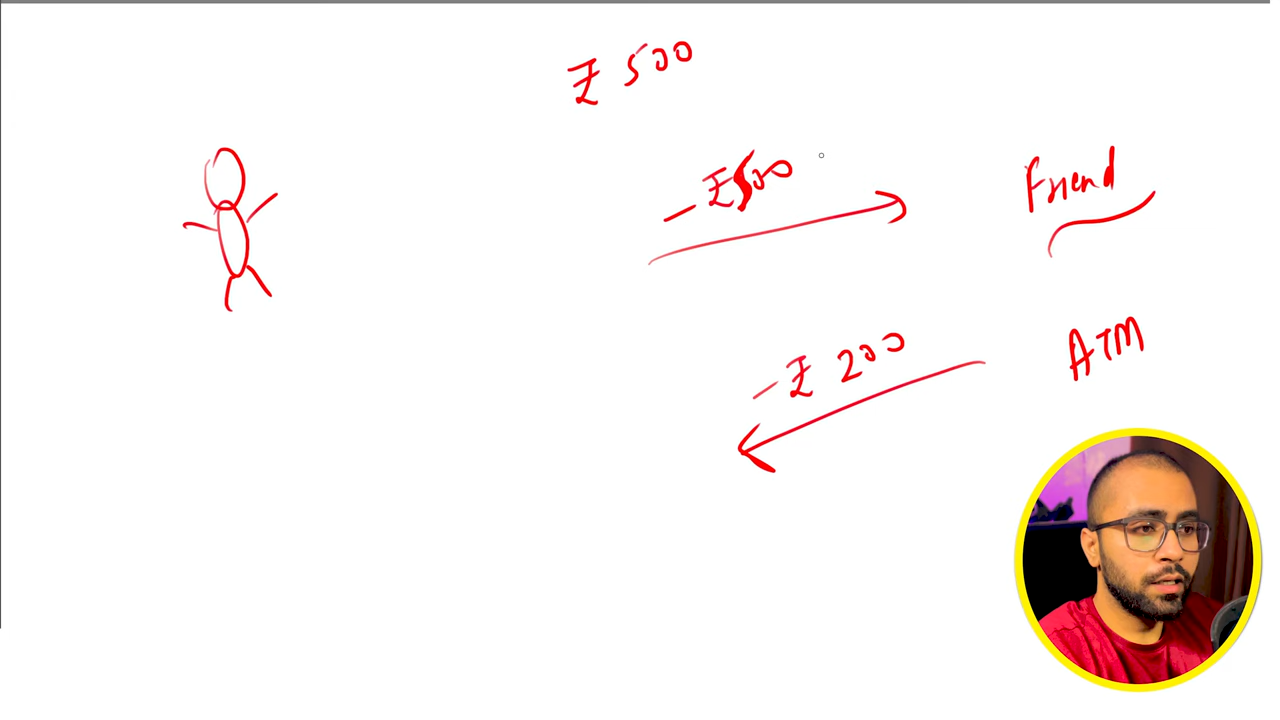 ₹ 500
- ₹500
Friend
- ₹ 200
ATM